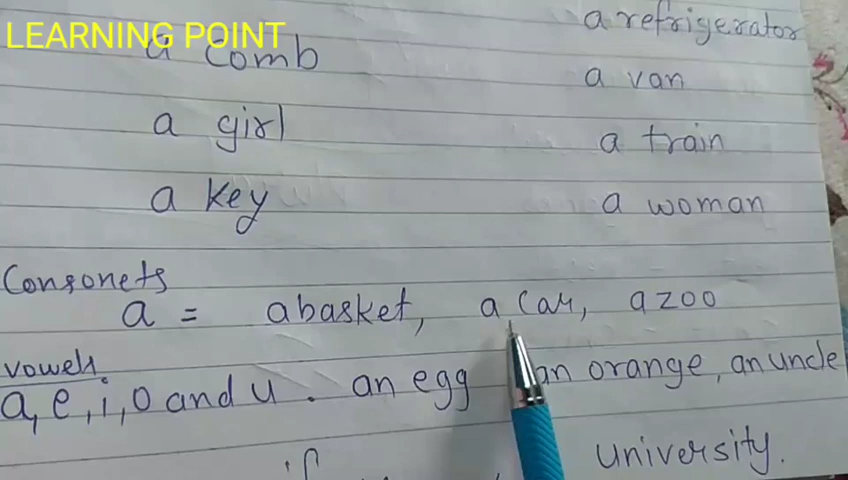 LEARNING POINT
a comb
a refrigerator
a van
a girl
a train
a key
a woman
Consonets
a = a basket, a car, a zoo
vowels
a, e, i, o and u. an egg an orange, an uncle
university.